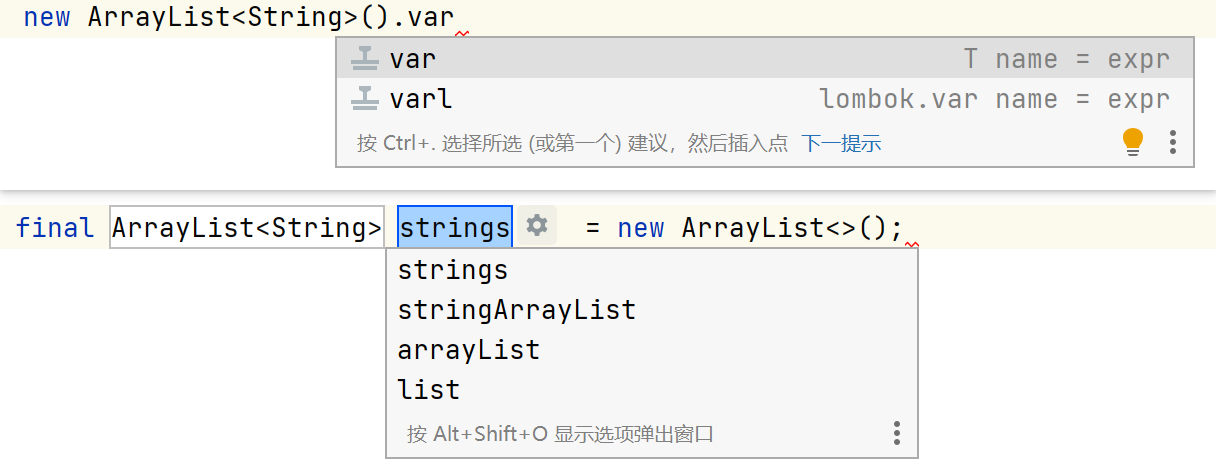 new ArrayList<String>().var
var T name = expr
varl lombok.var name = expr
按 Ctrl+. 选择所选 (或第一个) 建议，然后插入点 下一提示
final ArrayList<String> strings = new ArrayList<>();
strings
stringArrayList
arrayList
list
按 Alt+Shift+O 显示选项弹出窗口